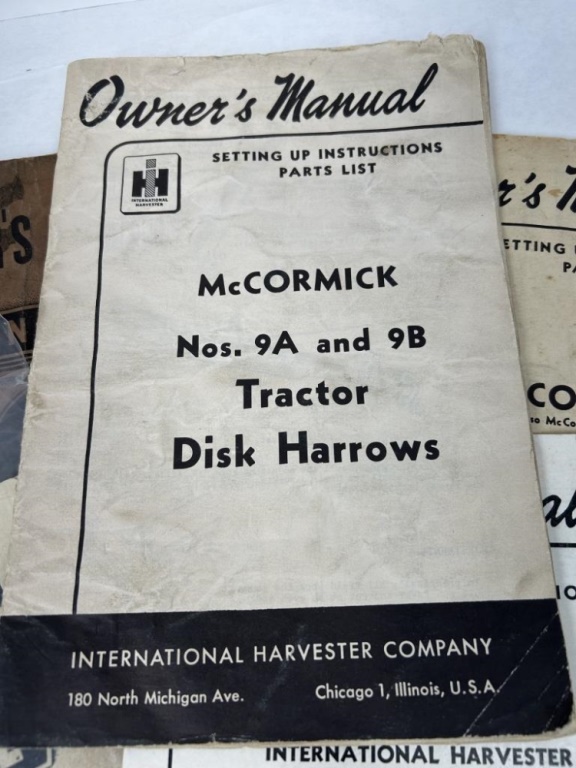 Owner's Manual
IH
INTERNATIONAL
HARVESTER
SETTING UP INSTRUCTIONS
PARTS LIST
McCORMICK
Nos. 9A and 9B
Tractor
Disk Harrows
INTERNATIONAL HARVESTER COMPANY
180 North Michigan Ave. Chicago 1, Illinois, U.S.A.
INTERNATIONAL HARVESTER